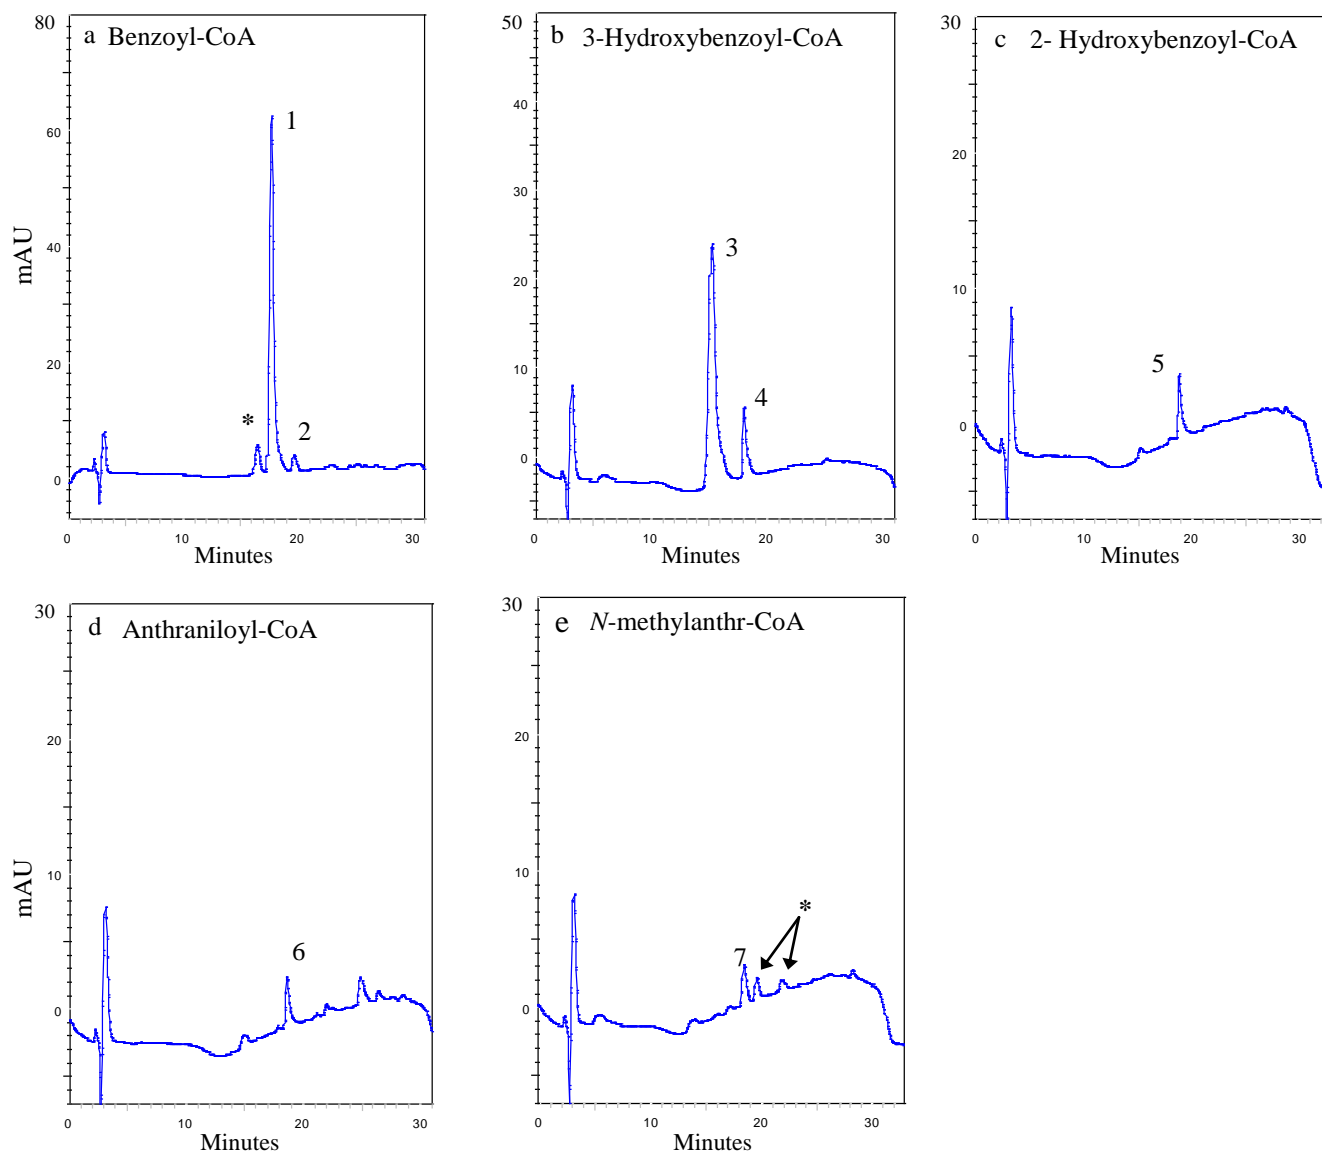 a Benzoyl-CoA
80
60
40
20
0
mAU
1
*
2
0 10 20 30
Minutes
b 3-Hydroxybenzoyl-CoA
50
40
30
20
10
0
3
4
0 10 20 30
Minutes
c 2- Hydroxybenzoyl-CoA
30
20
10
0
5
0 10 20 30
Minutes
d Anthraniloyl-CoA
30
20
10
0
mAU
6
0 10 20 30
Minutes
e N-methylanthr-CoA
30
20
10
0
*
7
0 10 20 30
Minutes